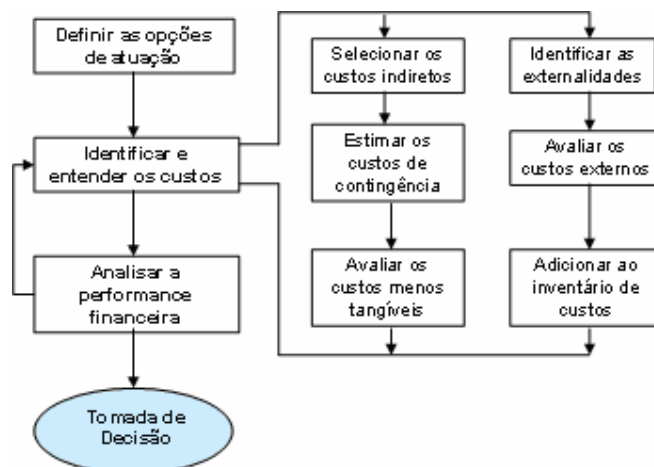 Definir as opções
de atuação
Identificar e
entender os custos
Analisar a
performance
financeira
Tomada de
Decisão
Selecionar os
custos indiretos
Estimar os
custos de
contingência
Avaliar os
custos menos
tangíveis
Identificar as
externalidades
Avaliar os
custos externos
Adicionar ao
inventário de
custos